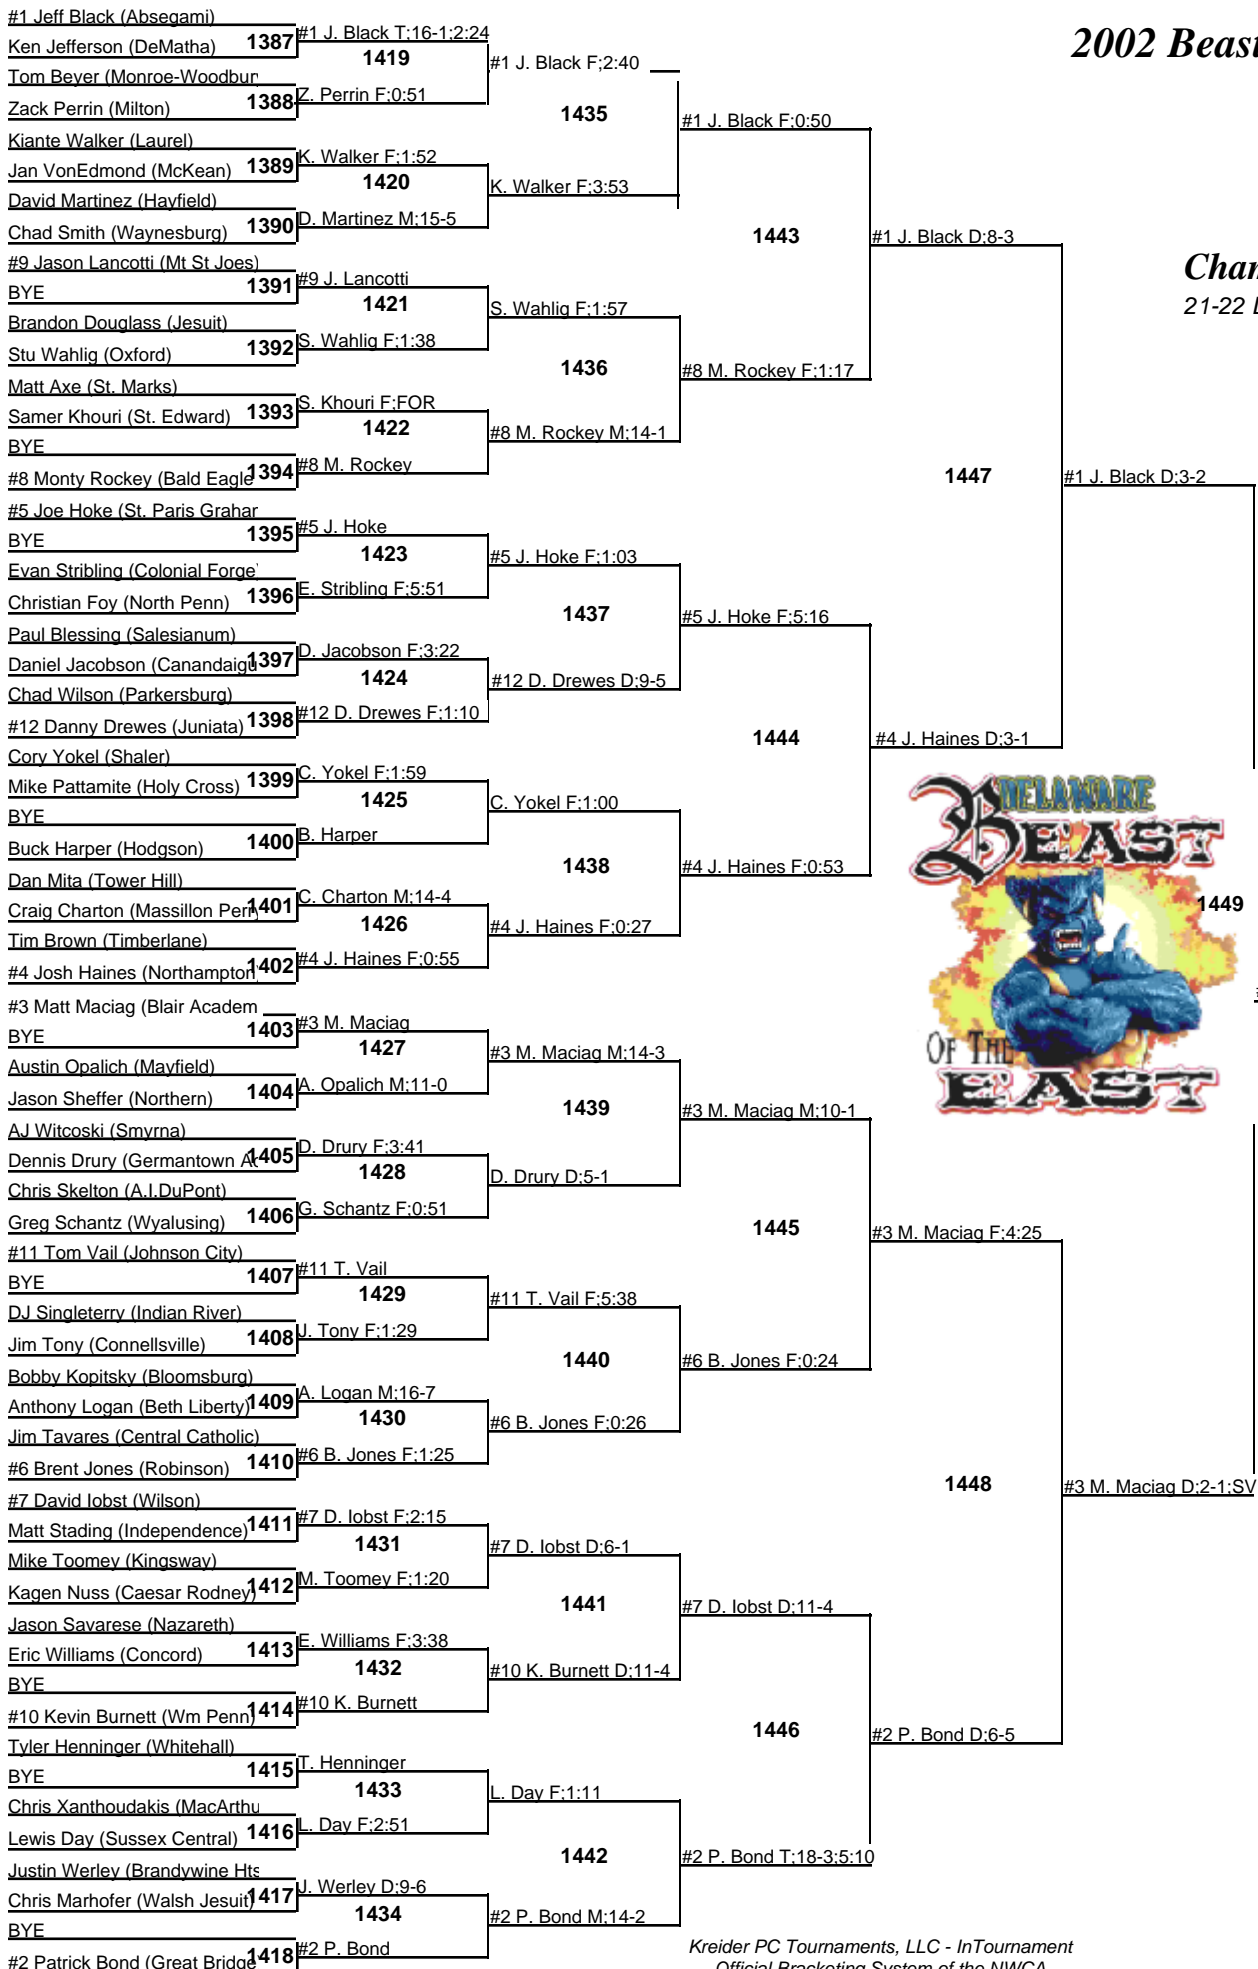 2002 Beast
Cham
21-22 D
#1 Jeff Black (Absegami)
Ken Jefferson (DeMatha)
Tom Beyer (Monroe-Woodbury
Zack Perrin (Milton)
Kiante Walker (Laurel)
Jan VonEdmond (McKean)
David Martinez (Hayfield)
Chad Smith (Waynesburg)
#9 Jason Lancotti (Mt St Joes)
BYE
Brandon Douglass (Jesuit)
Stu Wahlig (Oxford)
Matt Axe (St. Marks)
Samer Khouri (St. Edward)
BYE
#8 Monty Rockey (Bald Eagle
#5 Joe Hoke (St. Paris Graham
BYE
Evan Stribling (Colonial Forge)
Christian Foy (North Penn)
Paul Blessing (Salesianum)
Daniel Jacobson (Canandaigu
Chad Wilson (Parkersburg)
#12 Danny Drewes (Juniata)
Cory Yokel (Shaler)
Mike Pattamite (Holy Cross)
BYE
Buck Harper (Hodgson)
Dan Mita (Tower Hill)
Craig Charton (Massillon Perry
Tim Brown (Timberlane)
#4 Josh Haines (Northampton)
#3 Matt Maciag (Blair Academ
BYE
Austin Opalich (Mayfield)
Jason Sheffer (Northern)
AJ Witcoski (Smyrna)
Dennis Drury (Germantown Ac
Chris Skelton (A.I.DuPont)
Greg Schantz (Wyalusing)
#11 Tom Vail (Johnson City)
BYE
DJ Singleterry (Indian River)
Jim Tony (Connellsville)
Bobby Kopitsky (Bloomsburg)
Anthony Logan (Beth Liberty)
Jim Tavares (Central Catholic)
#6 Brent Jones (Robinson)
#7 David Iobst (Wilson)
Matt Stading (Independence)
Mike Toomey (Kingsway)
Kagen Nuss (Caesar Rodney)
Jason Savarese (Nazareth)
Eric Williams (Concord)
BYE
#10 Kevin Burnett (Wm Penn)
Tyler Henninger (Whitehall)
BYE
Chris Xanthoudakis (MacArthu
Lewis Day (Sussex Central)
Justin Werley (Brandywine Hts
Chris Marhofer (Walsh Jesuit)
BYE
#2 Patrick Bond (Great Bridge
1387
1388
1389
1390
1391
1392
1393
1394
1395
1396
1397
1398
1399
1400
1401
1402
1403
1404
1405
1406
1407
1408
1409
1410
1411
1412
1413
1414
1415
1416
1417
1418
#1 J. Black T;16-1;2:24
1419
Z. Perrin F;0:51
K. Walker F;1:52
1420
D. Martinez M;15-5
#9 J. Lancotti
1421
S. Wahlig F;1:38
S. Khouri F;FOR
1422
#8 M. Rockey
#5 J. Hoke
1423
E. Stribling F;5:51
D. Jacobson F;3:22
1424
#12 D. Drewes F;1:10
C. Yokel F;1:59
1425
B. Harper
C. Charton M;14-4
1426
#4 J. Haines F;0:55
#3 M. Maciag
1427
A. Opalich M;11-0
D. Drury F;3:41
1428
G. Schantz F;0:51
#11 T. Vail
1429
J. Tony F;1:29
A. Logan M;16-7
1430
#6 B. Jones F;1:25
#7 D. Iobst F;2:15
1431
M. Toomey F;1:20
E. Williams F;3:38
1432
#10 K. Burnett
T. Henninger
1433
L. Day F;2:51
J. Werley D;9-6
1434
#2 P. Bond
#1 J. Black F;2:40
1435
K. Walker F;3:53
S. Wahlig F;1:57
1436
#8 M. Rockey M;14-1
#5 J. Hoke F;1:03
1437
#12 D. Drewes D;9-5
C. Yokel F;1:00
1438
#4 J. Haines F;0:27
#3 M. Maciag M;14-3
1439
D. Drury D;5-1
#11 T. Vail F;5:38
1440
#6 B. Jones F;0:26
#7 D. Iobst D;6-1
1441
#10 K. Burnett D;11-4
L. Day F;1:11
1442
#2 P. Bond M;14-2
#1 J. Black F;0:50
1443
#8 M. Rockey F;1:17
#5 J. Hoke F;5:16
1444
#4 J. Haines F;0:53
#3 M. Maciag M;10-1
1445
#6 B. Jones F;0:24
#7 D. Iobst D;11-4
1446
#2 P. Bond T;18-3;5:10
#1 J. Black D;8-3
1447
#4 J. Haines D;3-1
#3 M. Maciag F;4:25
1448
#2 P. Bond D;6-5
#1 J. Black D;3-2
1449
#3 M. Maciag D;2-1;SV
DELAWARE
BEAST
OF THE
EAST
Kreider PC Tournaments, LLC - InTournament
Official Bracketing System of the NWCA